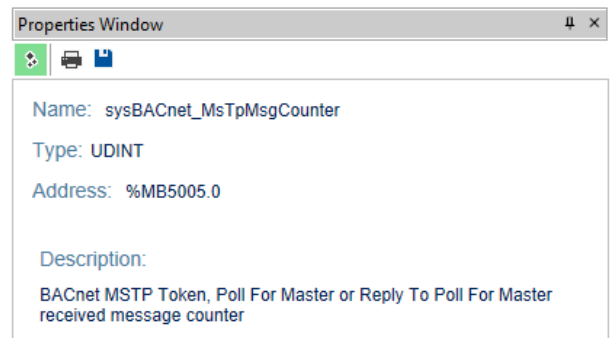 Properties Window
Name: sysBACnet_MsTpMsgCounter
Type: UDINT
Address: %MB5005.0
Description:
BACnet MSTP Token, Poll For Master or Reply To Poll For Master
received message counter